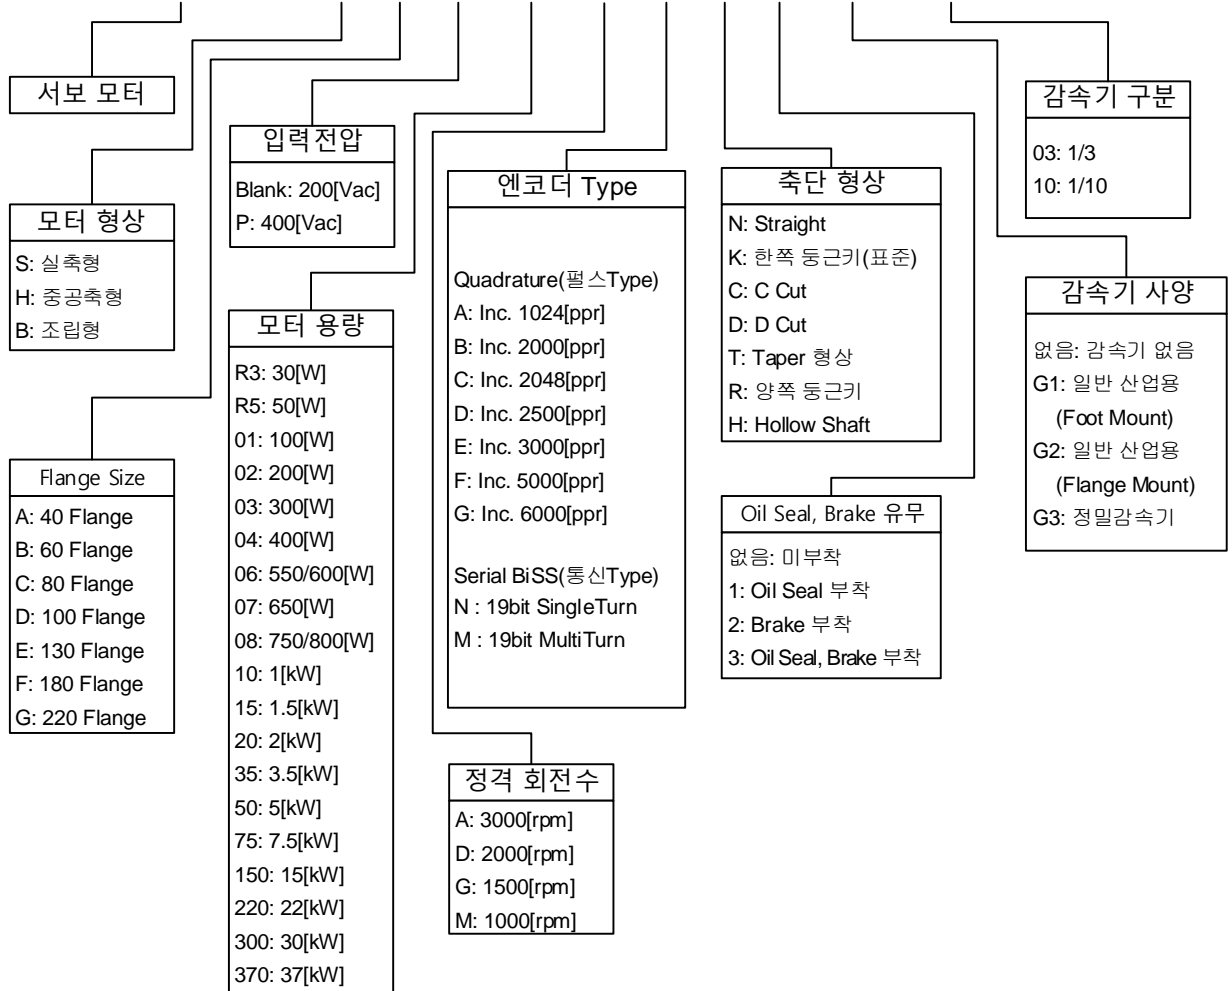 서보 모터
모터 형상
S: 실축형
H: 중공축형
B: 조립형
Flange Size
A: 40 Flange
B: 60 Flange
C: 80 Flange
D: 100 Flange
E: 130 Flange
F: 180 Flange
G: 220 Flange
입력전압
Blank: 200[Vac]
P: 400[Vac]
모터 용량
R3: 30[W]
R5: 50[W]
01: 100[W]
02: 200[W]
03: 300[W]
04: 400[W]
06: 550/600[W]
07: 650[W]
08: 750/800[W]
10: 1[kW]
15: 1.5[kW]
20: 2[kW]
35: 3.5[kW]
50: 5[kW]
75: 7.5[kW]
150: 15[kW]
220: 22[kW]
300: 30[kW]
370: 37[kW]
엔코더 Type
Quadrature(펄스Type)
A: Inc. 1024[ppr]
B: Inc. 2000[ppr]
C: Inc. 2048[ppr]
D: Inc. 2500[ppr]
E: Inc. 3000[ppr]
F: Inc. 5000[ppr]
G: Inc. 6000[ppr]
Serial BiSS(통신Type)
N : 19bit SingleTurn
M : 19bit MultiTurn
정격 회전수
A: 3000[rpm]
D: 2000[rpm]
G: 1500[rpm]
M: 1000[rpm]
축단 형상
N: Straight
K: 한쪽 둥근키(표준)
C: C Cut
D: D Cut
T: Taper 형상
R: 양쪽 둥근키
H: Hollow Shaft
Oil Seal, Brake 유무
없음: 미부착
1: Oil Seal 부착
2: Brake 부착
3: Oil Seal, Brake 부착
감속기 구분
03: 1/3
10: 1/10
감속기 사양
없음: 감속기 없음
G1: 일반 산업용
(Foot Mount)
G2: 일반 산업용
(Flange Mount)
G3: 정밀감속기